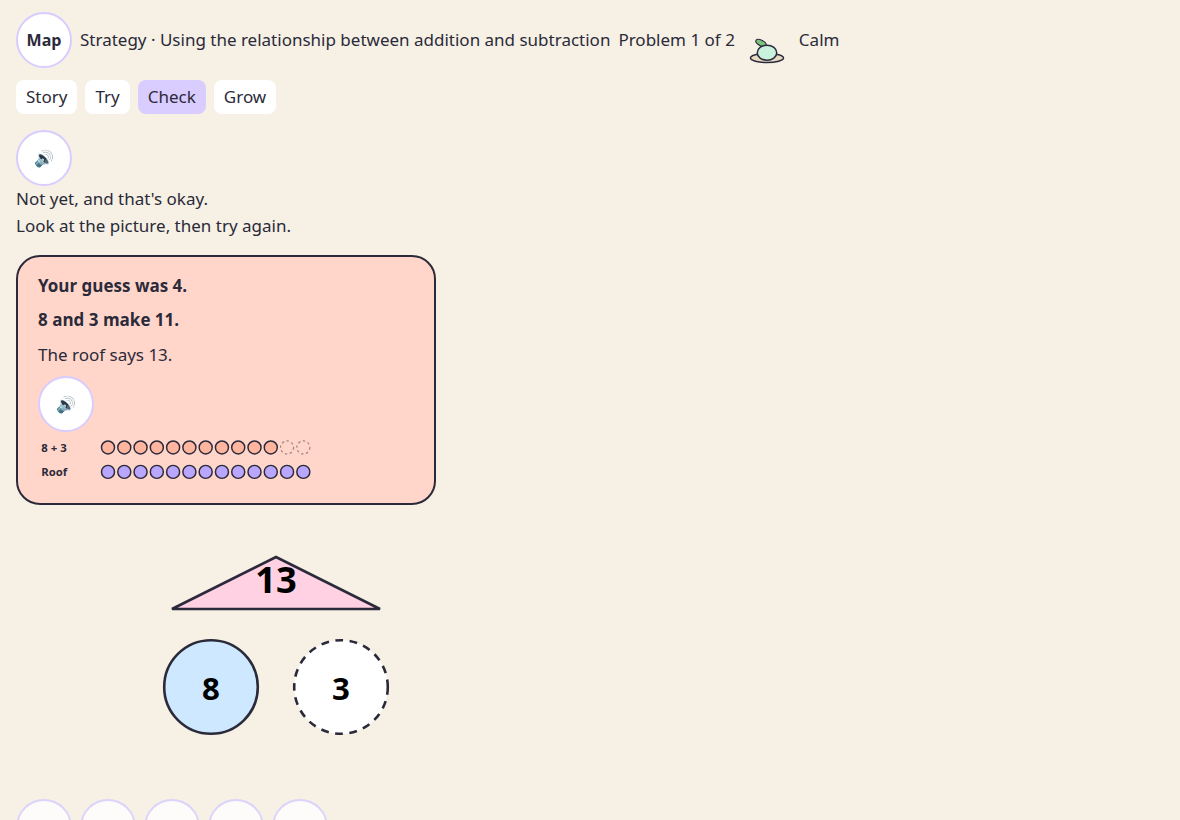 Map Strategy · Using the relationship between addition and subtraction Problem 1 of 2 Calm
Story Try Check Grow
Not yet, and that's okay.
Look at the picture, then try again.
Your guess was 4.
8 and 3 make 11.
The roof says 13.
8 + 3
Roof
13
8 3